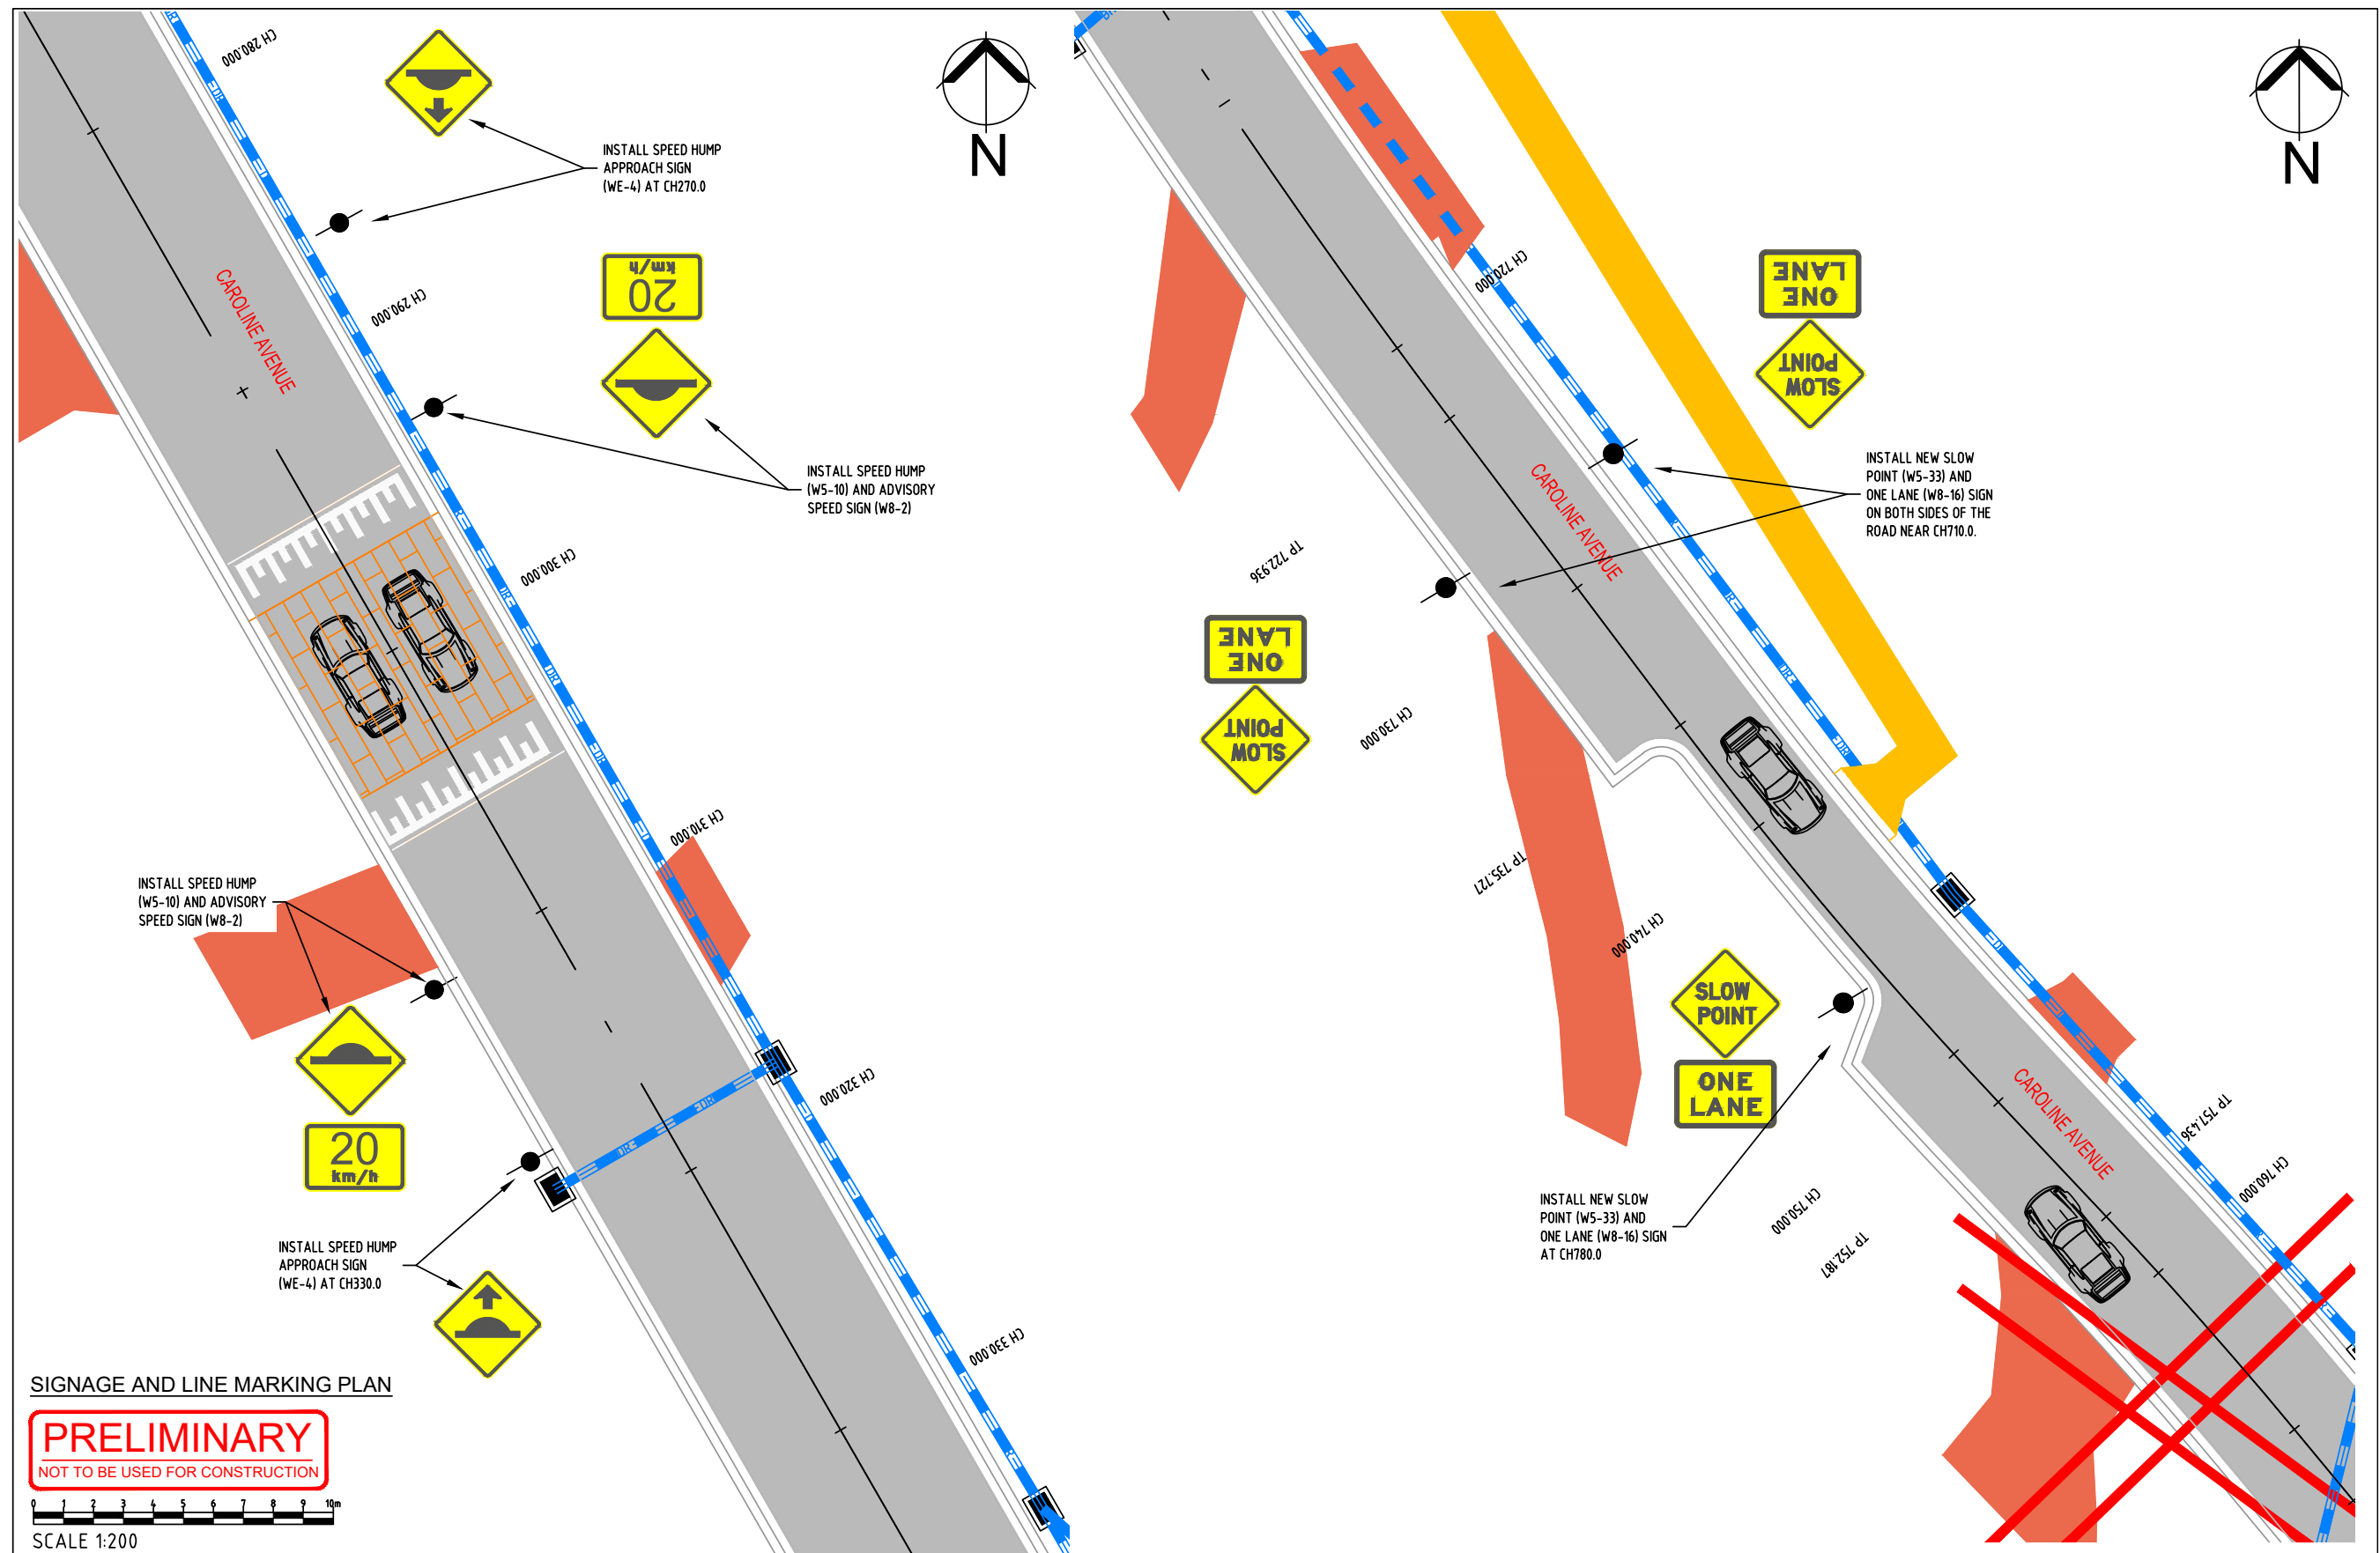 CH 280.000
INSTALL SPEED HUMP
APPROACH SIGN
(WE-4) AT CH270.0
N
CAROLINE AVENUE
20
km/h
CH 290.000
INSTALL SPEED HUMP
(W5-10) AND ADVISORY
SPEED SIGN (W8-2)
CH 300.000
CH 310.000
INSTALL SPEED HUMP
(W5-10) AND ADVISORY
SPEED SIGN (W8-2)
20
km/h
CH 320.000
DRE
DRE
INSTALL SPEED HUMP
APPROACH SIGN
(WE-4) AT CH330.0
CH 330.000
SIGNAGE AND LINE MARKING PLAN
PRELIMINARY
NOT TO BE USED FOR CONSTRUCTION
0 1 2 3 4 5 6 7 8 9 10m
SCALE 1:200
N
CH 720.000
SLOW
POINT
ONE
LANE
INSTALL NEW SLOW
POINT (W5-33) AND
ONE LANE (W8-16) SIGN
ON BOTH SIDES OF THE
ROAD NEAR CH710.0.
CAROLINE AVENUE
TP 722.936
SLOW
POINT
ONE
LANE
CH 730.000
TP 735.727
CH 740.000
SLOW
POINT
ONE
LANE
CAROLINE AVENUE
TP 757.436
CH 760.000
INSTALL NEW SLOW
POINT (W5-33) AND
ONE LANE (W8-16) SIGN
AT CH780.0
CH 750.000
TP 752.187